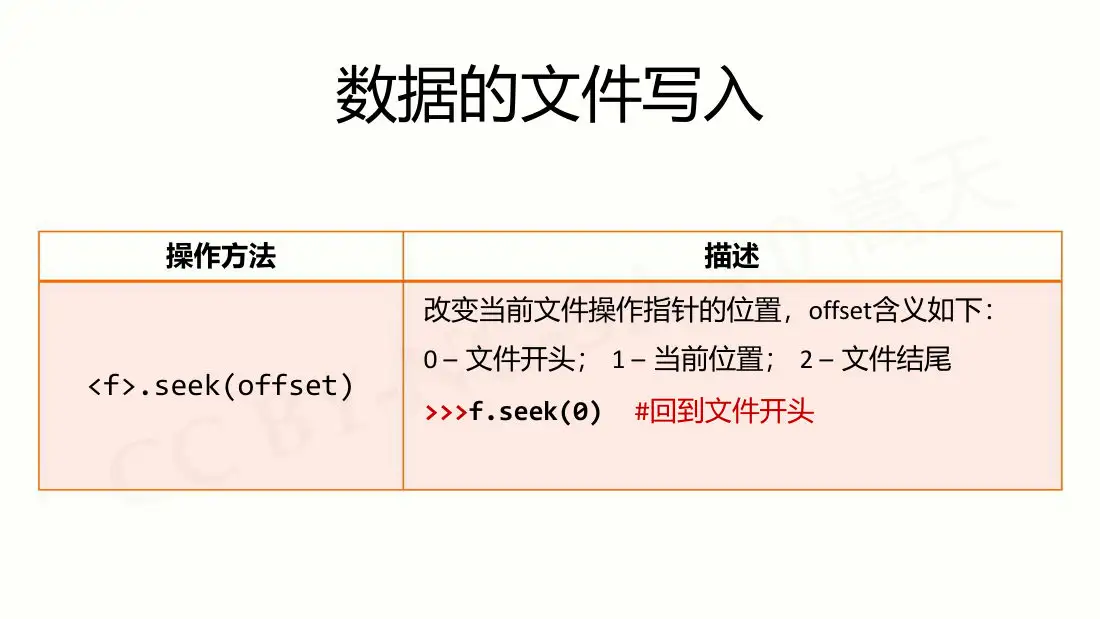 数据的文件写入
操作方法
描述
<f>.seek(offset)
改变当前文件操作指针的位置，offset含义如下：
0 – 文件开头； 1 – 当前位置； 2 – 文件结尾
>>>f.seek(0) #回到文件开头